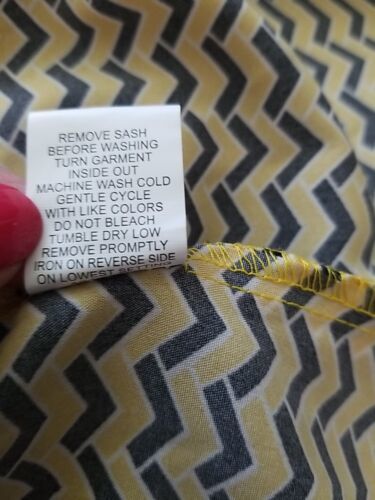 REMOVE SASH
BEFORE WASHING
TURN GARMENT
INSIDE OUT
MACHINE WASH COLD
GENTLE CYCLE
WITH LIKE COLORS
DO NOT BLEACH
TUMBLE DRY LOW
REMOVE PROMPTLY
IRON ON REVERSE SIDE
ON LOWEST SETTING